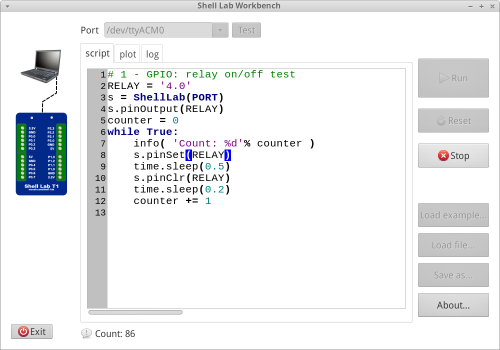 Shell Lab Workbench
Port /dev/ttyACM0 Test
script plot log
1 # 1 - GPIO: relay on/off test
2 RELAY = '4.0'
3 s = ShellLab(PORT)
4 s.pinOutput(RELAY)
5 counter = 0
6 while True:
7 info( 'Count: %d'% counter )
8 s.pinSet(RELAY)
9 time.sleep(0.5)
10 s.pinClr(RELAY)
11 time.sleep(0.2)
12 counter += 1
13
Run
Reset
Stop
Load example...
Load file...
Save as...
About...
Shell Lab T1
Exit
Count: 86